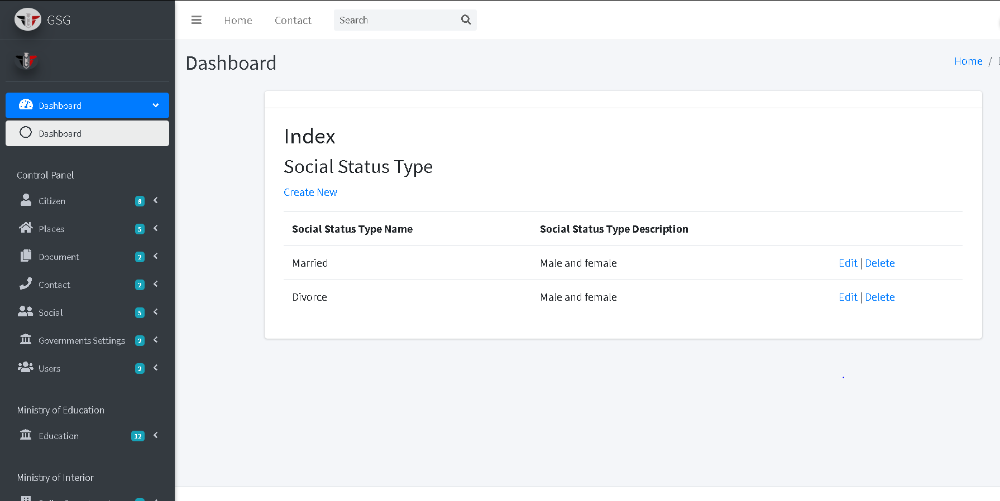 GSG
Home Contact Search
Dashboard
Home /
Dashboard
Dashboard
Control Panel
Citizen 8
Places 5
Document 2
Contact 2
Social 5
Governments Settings 2
Users 2
Ministry of Education
Education 12
Ministry of Interior
Index
Social Status Type
Create New
Social Status Type Name Social Status Type Description
Married Male and female Edit | Delete
Divorce Male and female Edit | Delete